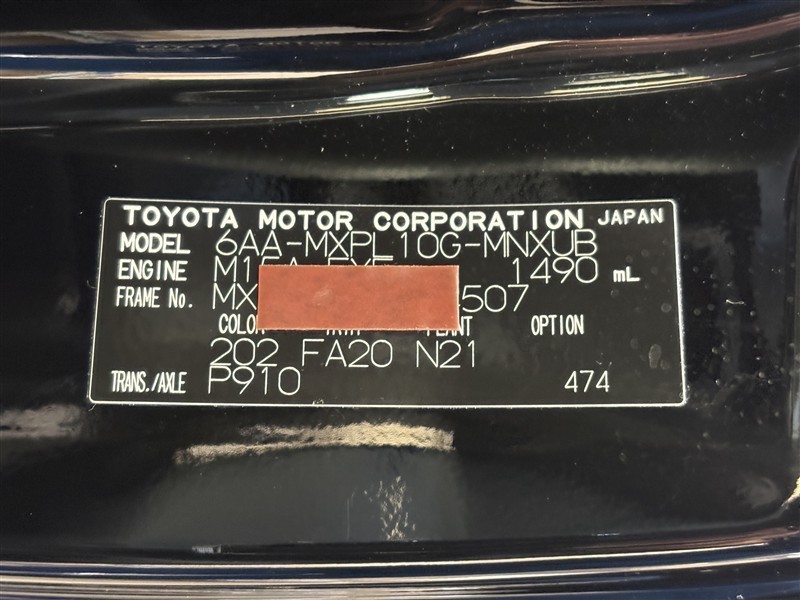 TOYOTA MOTOR CORPORATION JAPAN
MODEL 6AA-MXPL10G-MNXUB
ENGINE 1490 mL
FRAME No. MX 507
OPTION
202 FA20 N21
TRANS./AXLE P910 474